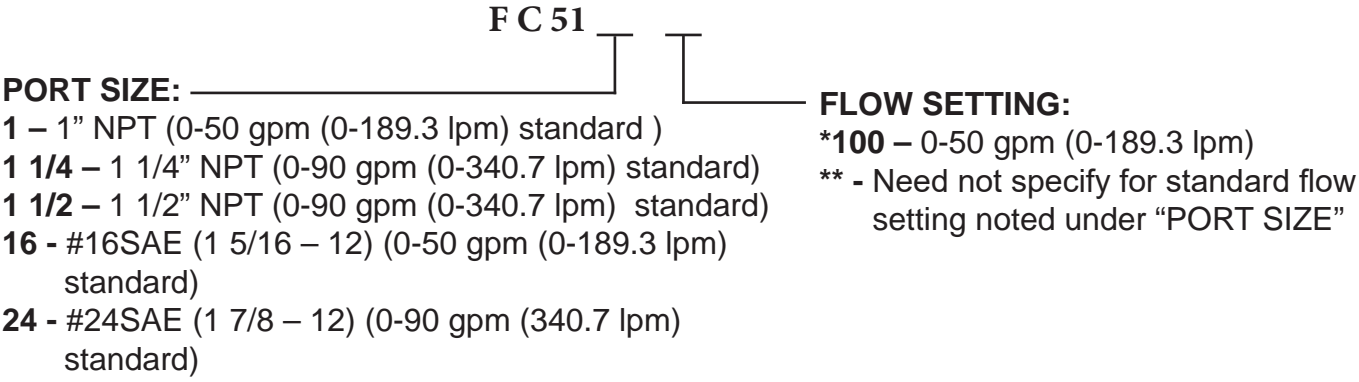 F C 51 __ __
PORT SIZE:
1 – 1” NPT (0-50 gpm (0-189.3 lpm) standard )
1 1/4 – 1 1/4” NPT (0-90 gpm (0-340.7 lpm) standard)
1 1/2 – 1 1/2” NPT (0-90 gpm (0-340.7 lpm) standard)
16 - #16SAE (1 5/16 – 12) (0-50 gpm (0-189.3 lpm)
standard)
24 - #24SAE (1 7/8 – 12) (0-90 gpm (340.7 lpm)
standard)
FLOW SETTING:
*100 – 0-50 gpm (0-189.3 lpm)
** - Need not specify for standard flow
setting noted under “PORT SIZE”